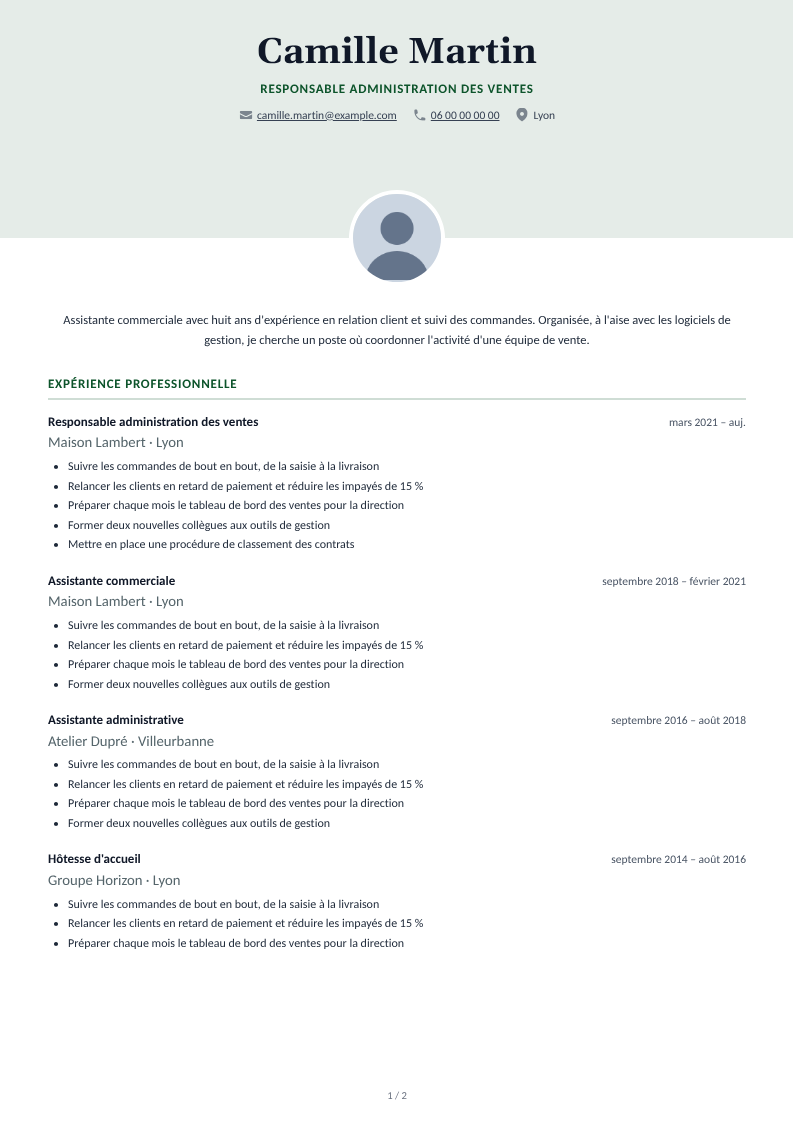 Camille Martin
RESPONSABLE ADMINISTRATION DES VENTES
camille.martin@example.com 06 00 00 00 00 Lyon
Assistante commerciale avec huit ans d'expérience en relation client et suivi des commandes. Organisée, à l'aise avec les logiciels de
gestion, je cherche un poste où coordonner l'activité d'une équipe de vente.
EXPÉRIENCE PROFESSIONNELLE
Responsable administration des ventes mars 2021 – auj.
Maison Lambert · Lyon
• Suivre les commandes de bout en bout, de la saisie à la livraison
• Relancer les clients en retard de paiement et réduire les impayés de 15 %
• Préparer chaque mois le tableau de bord des ventes pour la direction
• Former deux nouvelles collègues aux outils de gestion
• Mettre en place une procédure de classement des contrats
Assistante commerciale septembre 2018 – février 2021
Maison Lambert · Lyon
• Suivre les commandes de bout en bout, de la saisie à la livraison
• Relancer les clients en retard de paiement et réduire les impayés de 15 %
• Préparer chaque mois le tableau de bord des ventes pour la direction
• Former deux nouvelles collègues aux outils de gestion
Assistante administrative septembre 2016 – août 2018
Atelier Dupré · Villeurbanne
• Suivre les commandes de bout en bout, de la saisie à la livraison
• Relancer les clients en retard de paiement et réduire les impayés de 15 %
• Préparer chaque mois le tableau de bord des ventes pour la direction
• Former deux nouvelles collègues aux outils de gestion
Hôtesse d'accueil septembre 2014 – août 2016
Groupe Horizon · Lyon
• Suivre les commandes de bout en bout, de la saisie à la livraison
• Relancer les clients en retard de paiement et réduire les impayés de 15 %
• Préparer chaque mois le tableau de bord des ventes pour la direction
1 / 2